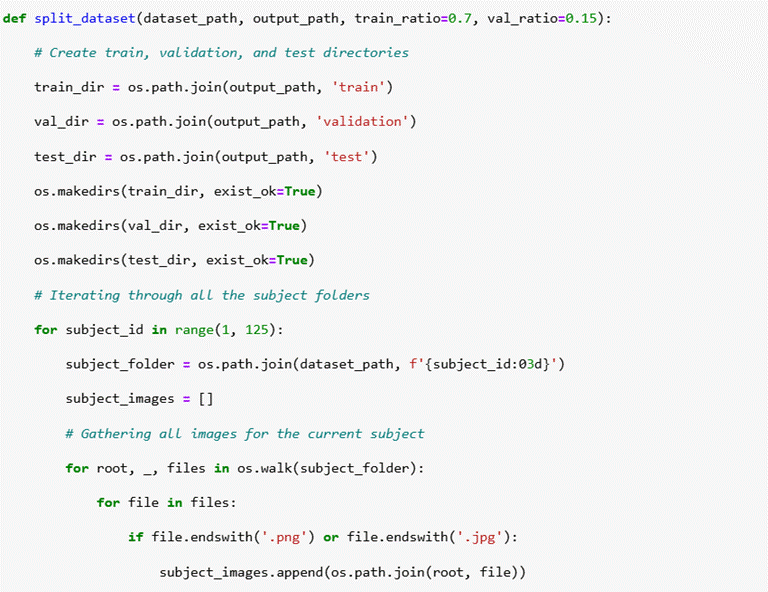 def split_dataset(dataset_path, output_path, train_ratio=0.7, val_ratio=0.15):
    # Create train, validation, and test directories
    train_dir = os.path.join(output_path, 'train')
    val_dir = os.path.join(output_path, 'validation')
    test_dir = os.path.join(output_path, 'test')
    os.makedirs(train_dir, exist_ok=True)
    os.makedirs(val_dir, exist_ok=True)
    os.makedirs(test_dir, exist_ok=True)
    # Iterating through all the subject folders
    for subject_id in range(1, 125):
        subject_folder = os.path.join(dataset_path, f'{subject_id:03d}')
        subject_images = []
        # Gathering all images for the current subject
        for root, _, files in os.walk(subject_folder):
            for file in files:
                if file.endswith('.png') or file.endswith('.jpg'):
                    subject_images.append(os.path.join(root, file))